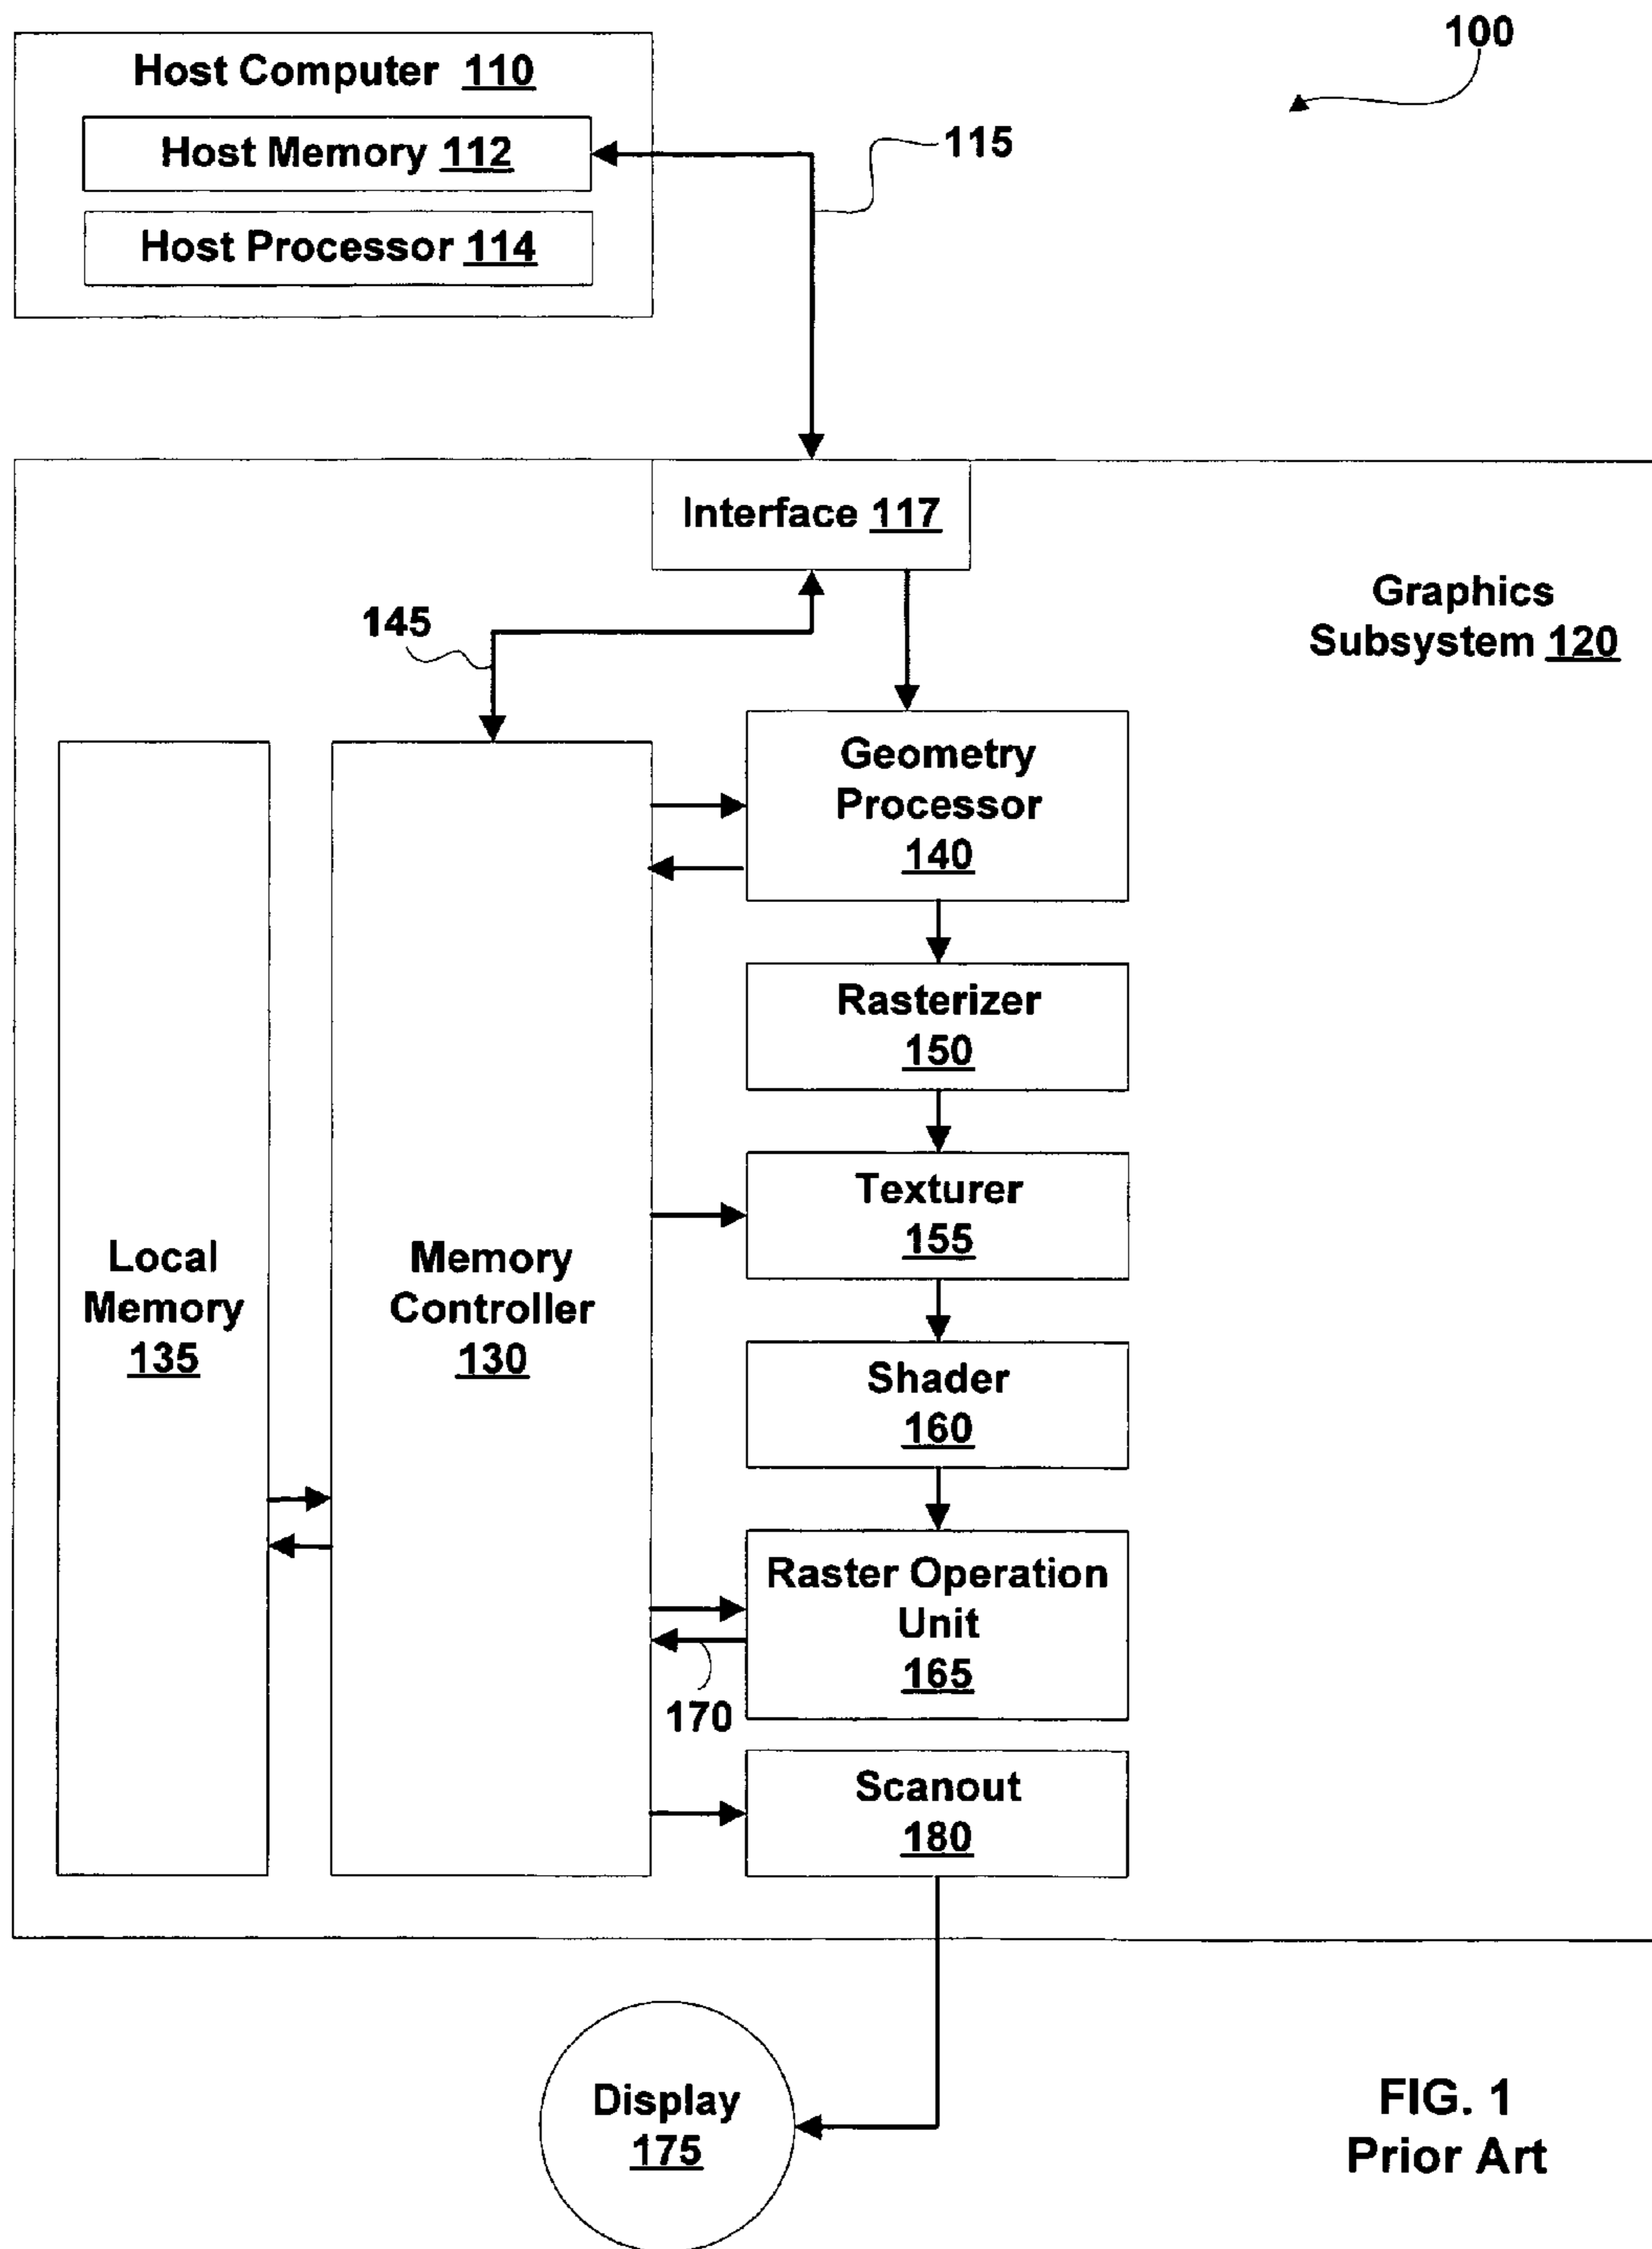 100
Host Computer 110
Host Memory 112
115
Host Processor 114
Interface 117
Graphics
Subsystem 120
145
Geometry
Processor
140
Rasterizer
150
Texturer
155
Local
Memory
135
Memory
Controller
130
Shader
160
Raster Operation
Unit
165
170
Scanout
180
Display
175
FIG. 1
Prior Art